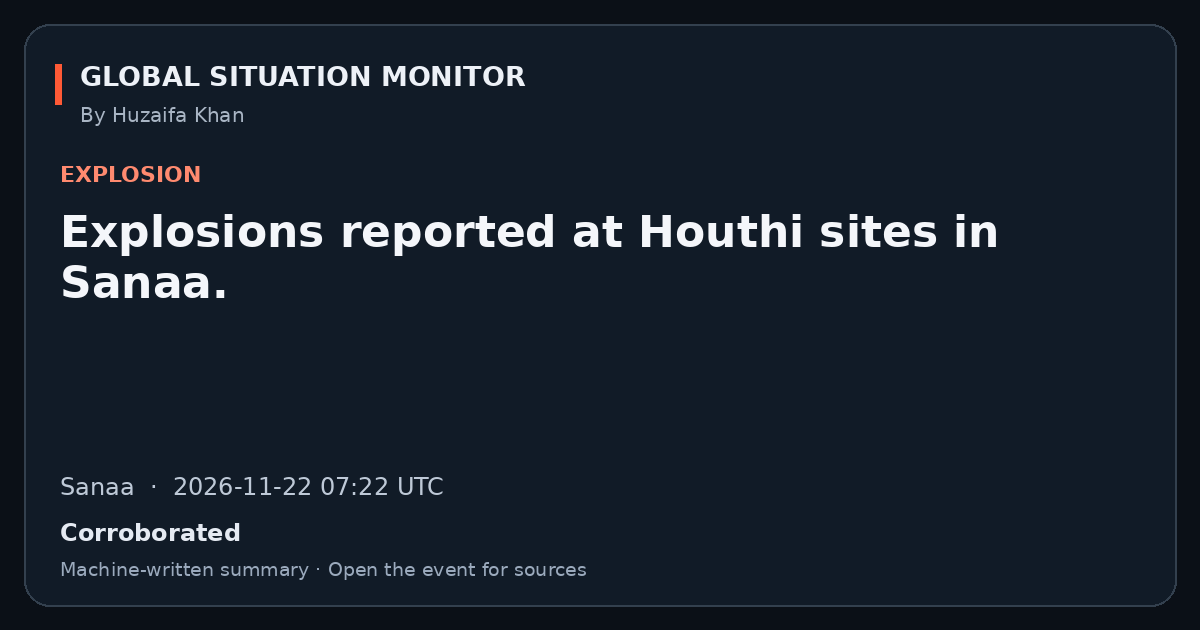 GLOBAL SITUATION MONITOR
By Huzaifa Khan
EXPLOSION
Explosions reported at Houthi sites in
Sanaa.
Sanaa · 2026-11-22 07:22 UTC
Corroborated
Machine-written summary · Open the event for sources